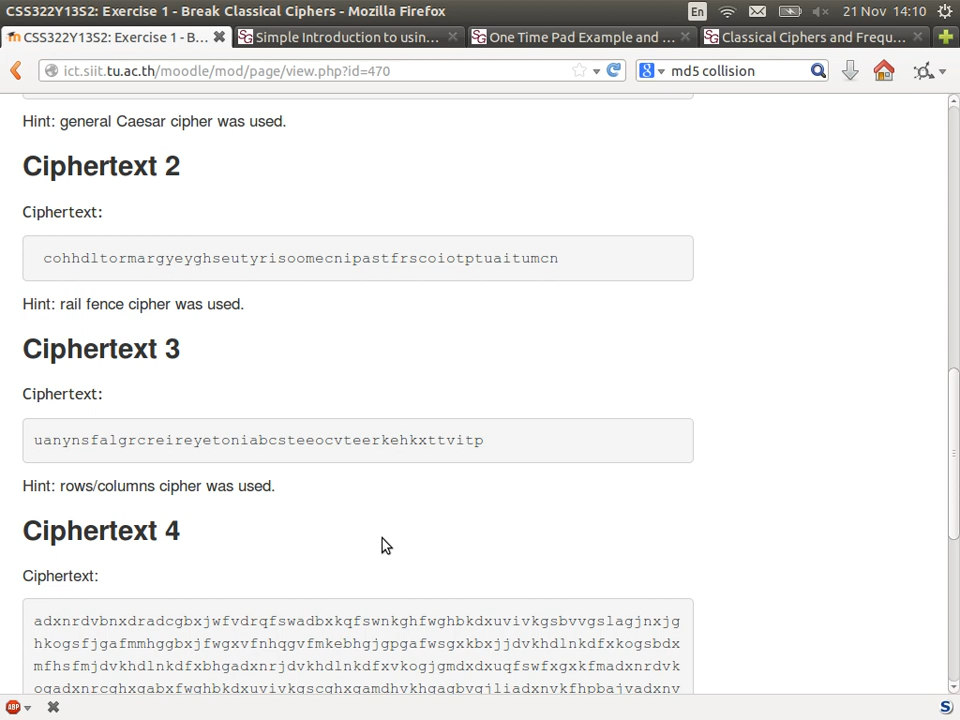 CSS322Y13S2: Exercise 1 - Break Classical Ciphers - Mozilla Firefox
En
21 Nov 14:10
CSS322Y13S2: Exercise 1 - B...
Simple Introduction to usin...
One Time Pad Example and ...
Classical Ciphers and Frequ...
ict.siit.tu.ac.th/moodle/mod/page/view.php?id=470
md5 collision
Hint: general Caesar cipher was used.
Ciphertext 2
Ciphertext:
cohhdltormargyeyghseutyrisoomecnipastfrscoiotptuaitumcn
Hint: rail fence cipher was used.
Ciphertext 3
Ciphertext:
uanynsfalgrcreireyetoniabcsteeocvteerkehkxttvitp
Hint: rows/columns cipher was used.
Ciphertext 4
Ciphertext:
adxnrdvbnxdradcgbxjwfvdrqfswadbxkqfswnkghfwghbkdxuvivkgsbvvgslagjnxjg
hkogsfjgafmmhggbxjfwgxvfnhqgvfmkebhgjgpgafwsgxkbxjjdvkhdlnkdfxkogsbdx
mfhsfmjdvkhdlnkdfxbhgadxnrjdvkhdlnkdfxvkogjgmdxdxuqfswfxgxkfmadxnrdvk
ogadxnrcghxgabxfwghbkdxuvivkgscghxgamdhvkhgagbvgjliadxnvkfhpbajvadxnv